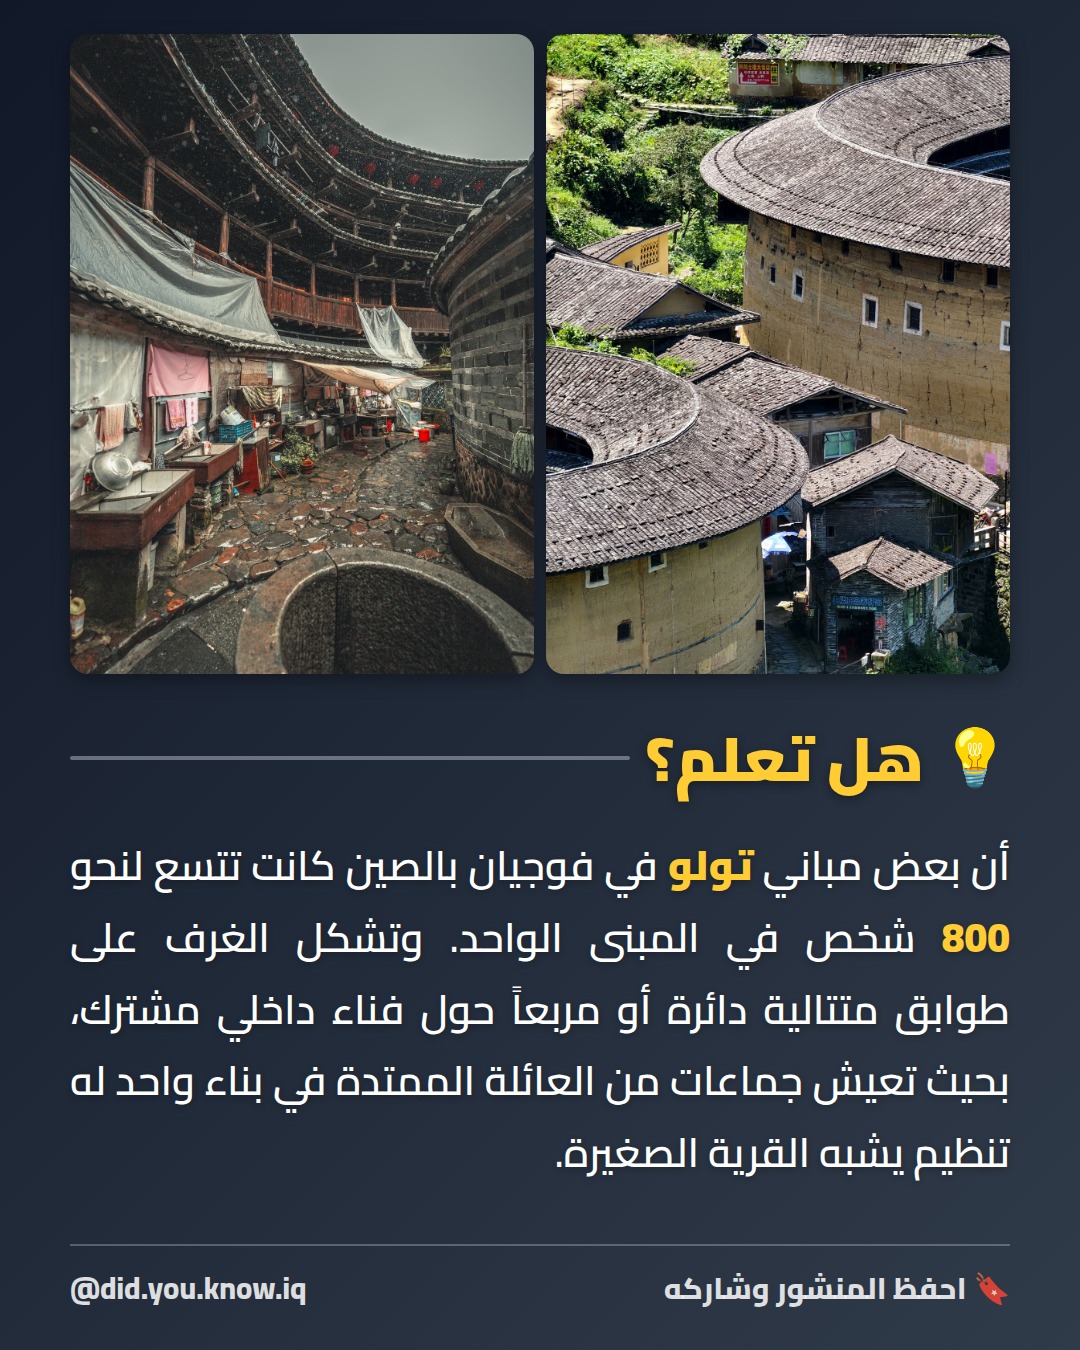 هل تعلم؟
أن بعض مباني تولو في فوجيان بالصين كانت تتسع لنحو
800 شخص في المبنى الواحد. وتشكل الغرف على
طوابق متتالية دائرة أو مربعاً حول فناء داخلي مشترك،
بحيث تعيش جماعات من العائلة الممتدة في بناء واحد له
تنظيم يشبه القرية الصغيرة.
احفظ المنشور وشاركه
@did.you.know.iq